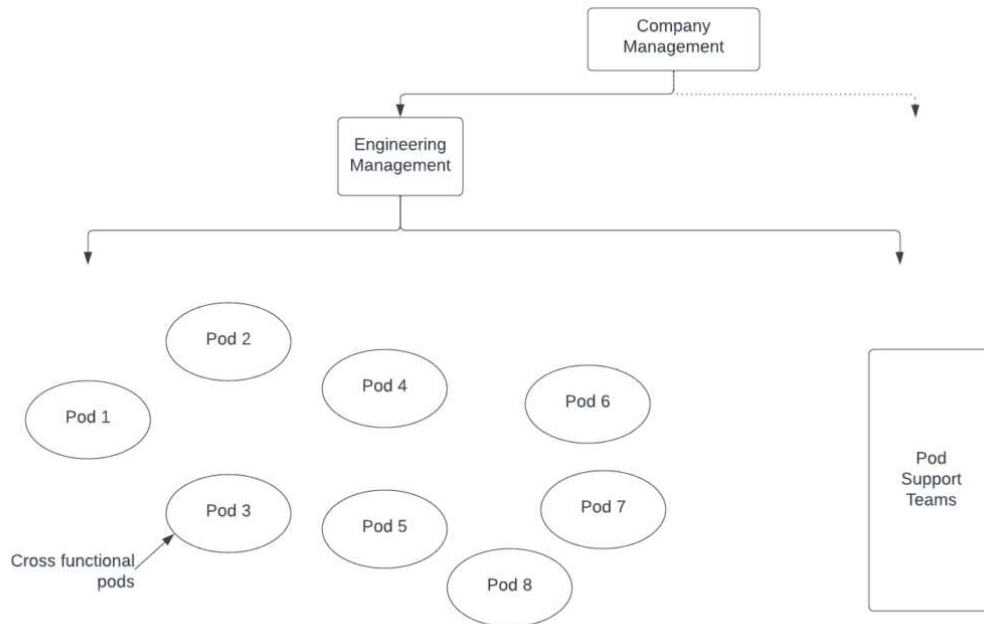 Company
Management
Engineering
Management
Pod 2
Pod 4
Pod 6
Pod 1
Pod
Support
Teams
Pod 3
Pod 5
Pod 7
Cross functional
pods
Pod 8